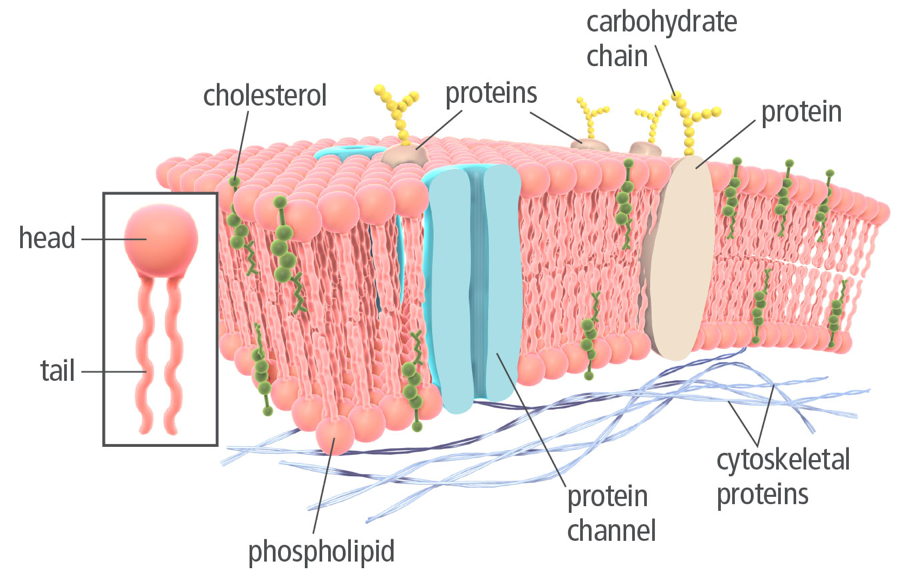 carbohydrate
chain
cholesterol
proteins
protein
head
tail
cytoskeletal
proteins
protein
channel
phospholipid